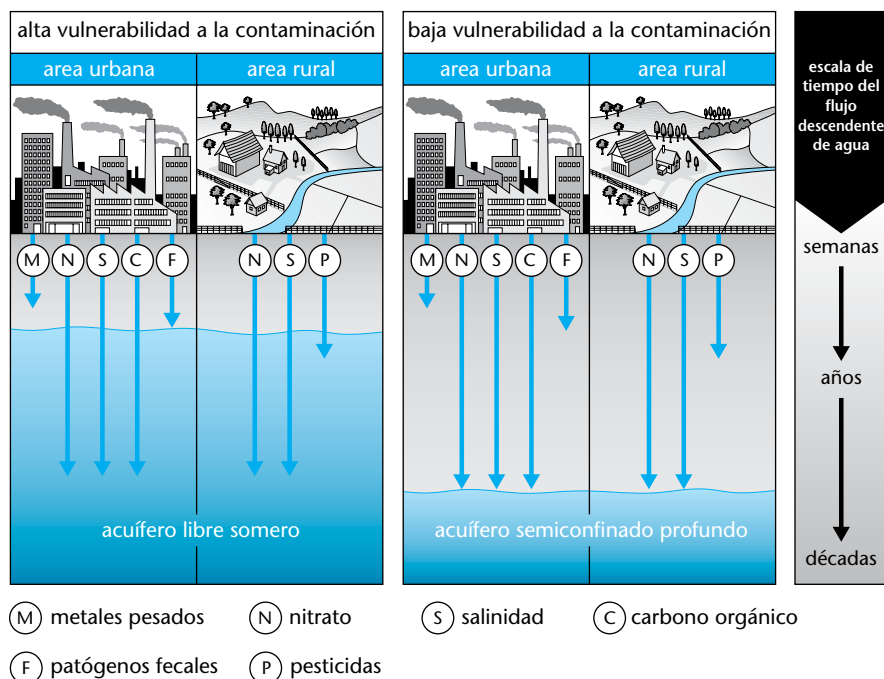 alta vulnerabilidad a la contaminación
area urbana
area rural
M
N
S
C
F
N
S
P
acuífero libre somero
baja vulnerabilidad a la contaminación
area urbana
area rural
M
N
S
C
F
N
S
P
acuífero semiconfinado profundo
escala de
tiempo del
flujo
descendente
de agua
semanas
años
décadas
M metales pesados
N nitrato
S salinidad
C carbono orgánico
F patógenos fecales
P pesticidas